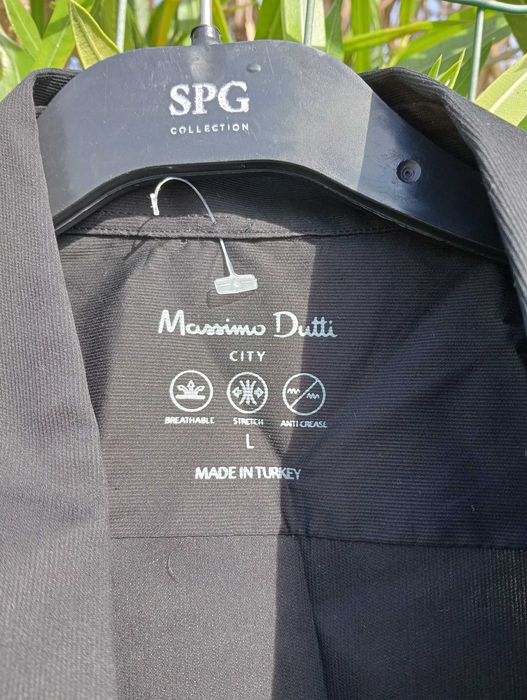 SPG
COLLECTION
Massimo Dutti
CITY
BREATHABLE STRETCH ANTI CREASE
L
MADE IN TURKEY